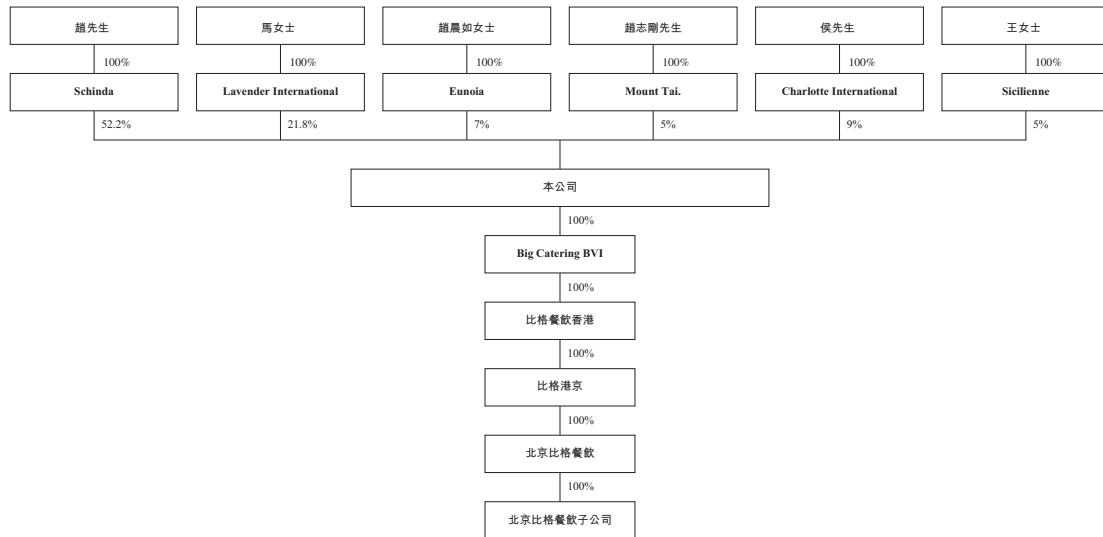 趙先生 馬女士 趙晨如女士 趙志剛先生 侯先生 王女士
100% 100% 100% 100% 100% 100%
Schinda Lavender International Eunoia Mount Tai. Charlotte International Sicilienne
52.2% 21.8% 7% 5% 9% 5%
本公司
100%
Big Catering BVI
100%
比格餐飲香港
100%
比格港京
100%
北京比格餐飲
100%
北京比格餐飲子公司